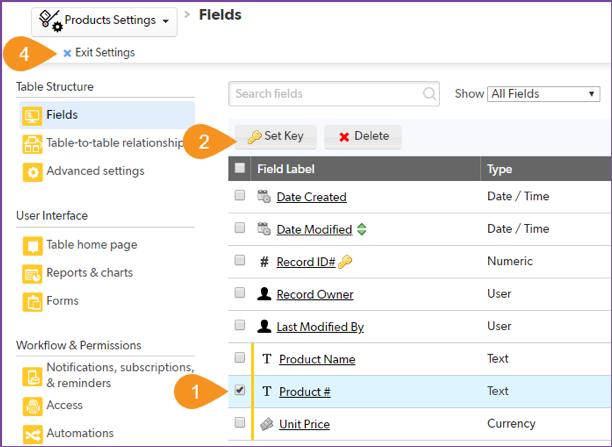 Products Settings > Fields
4 Exit Settings
Table Structure
Fields
Table-to-table relationship
Advanced settings
User Interface
Table home page
Reports & charts
Forms
Workflow & Permissions
Notifications, subscriptions,
& reminders
Access
Automations
Search fields
Show All Fields
2 Set Key Delete
Field Label Type
Date Created Date / Time
Date Modified Date / Time
# Record ID# Numeric
Record Owner User
Last Modified By User
T Product Name Text
1 T Product # Text
Unit Price Currency